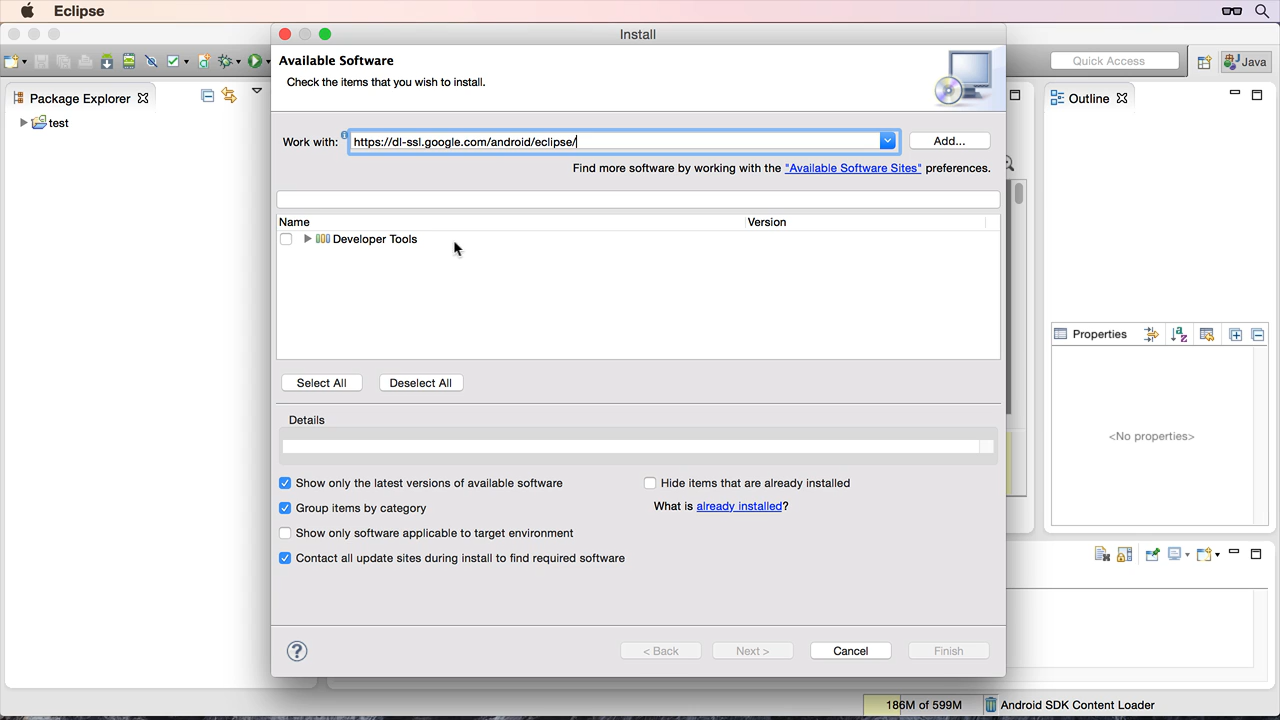 Eclipse
Install
Available Software
Check the items that you wish to install.
Quick Access
Java
Package Explorer
Outline
test
Work with:
https://dl-ssl.google.com/android/eclipse/
Add...
Find more software by working with the "Available Software Sites" preferences.
Name
Version
Developer Tools
Properties
<No properties>
Select All
Deselect All
Details
Show only the latest versions of available software
Hide items that are already installed
Group items by category
What is already installed?
Show only software applicable to target environment
Contact all update sites during install to find required software
< Back
Next >
Cancel
Finish
186M of 599M
Android SDK Content Loader